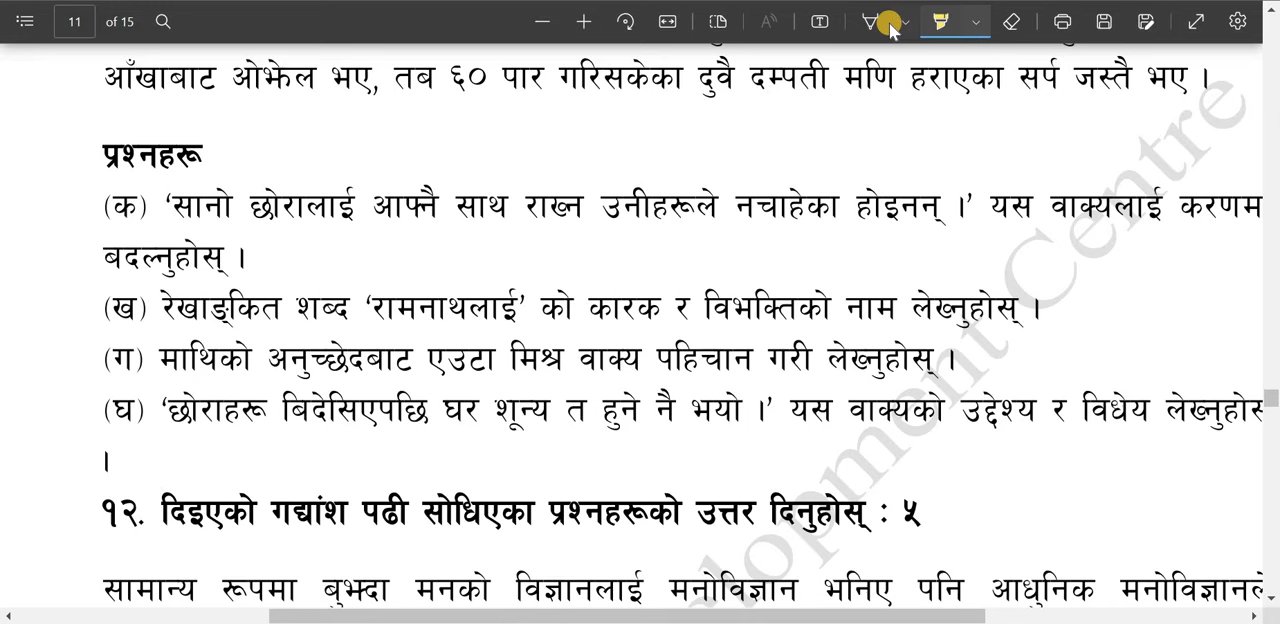 11 of 15
आँखाबाट ओझेल भए, तब ६० पार गरिसकेका दुवै दम्पती मणि हराएका सर्प जस्तै भए ।
प्रश्नहरू
(क) ‘सानो छोरालाई आफ्नै साथ राख्न उनीहरूले नचाहेका होइनन् ।’ यस वाक्यलाई करणम
बदल्नुहोस् ।
(ख) रेखाङ्कित शब्द ‘रामनाथलाई’ को कारक र विभक्तिको नाम लेख्नुहोस् ।
(ग) माथिको अनुच्छेदबाट एउटा मिश्र वाक्य पहिचान गरी लेख्नुहोस् ।
(घ) ‘छोराहरू बिदेसिएपछि घर शून्य त हुने नै भयो ।’ यस वाक्यको उद्देश्य र विधेय लेख्नुहोस
।
१२. दिइएको गद्यांश पढी सोधिएका प्रश्नहरूको उत्तर दिनुहोस् : ५
सामान्य रूपमा बुझ्दा मनको विज्ञानलाई मनोविज्ञान भनिए पनि आधुनिक मनोविज्ञानले
lopment Centre